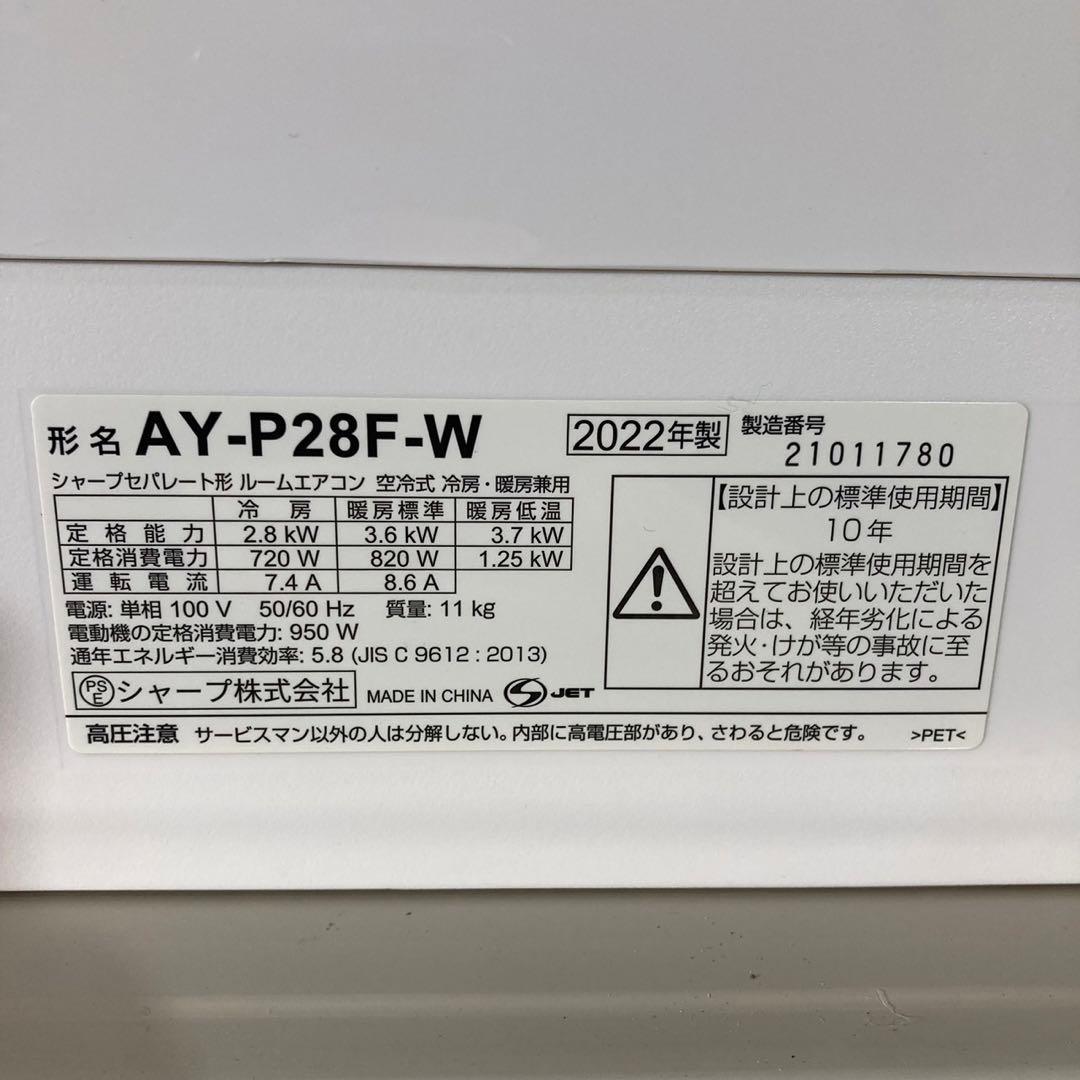 形名 AY-P28F-W 2022年製 製造番号 21011780
シャープセパレート形 ルームエアコン 空冷式 冷房・暖房兼用
冷房 暖房標準 暖房低温
定格能力 2.8 kW 3.6 kW 3.7 kW
定格消費電力 720 W 820 W 1.25 kW
運転電流 7.4 A 8.6 A
電源: 単相 100 V 50/60 Hz 質量: 11 kg
電動機の定格消費電力: 950 W
通年エネルギー消費効率: 5.8 (JIS C 9612 : 2013)
PSE シャープ株式会社 MADE IN CHINA S JET
【設計上の標準使用期間】
10年
設計上の標準使用期間を
超えてお使いいただいた
場合は、経年劣化による
発火・けが等の事故に至
るおそれがあります。
高圧注意 サービスマン以外の人は分解しない。内部に高電圧部があり、さわると危険です。 >PET<